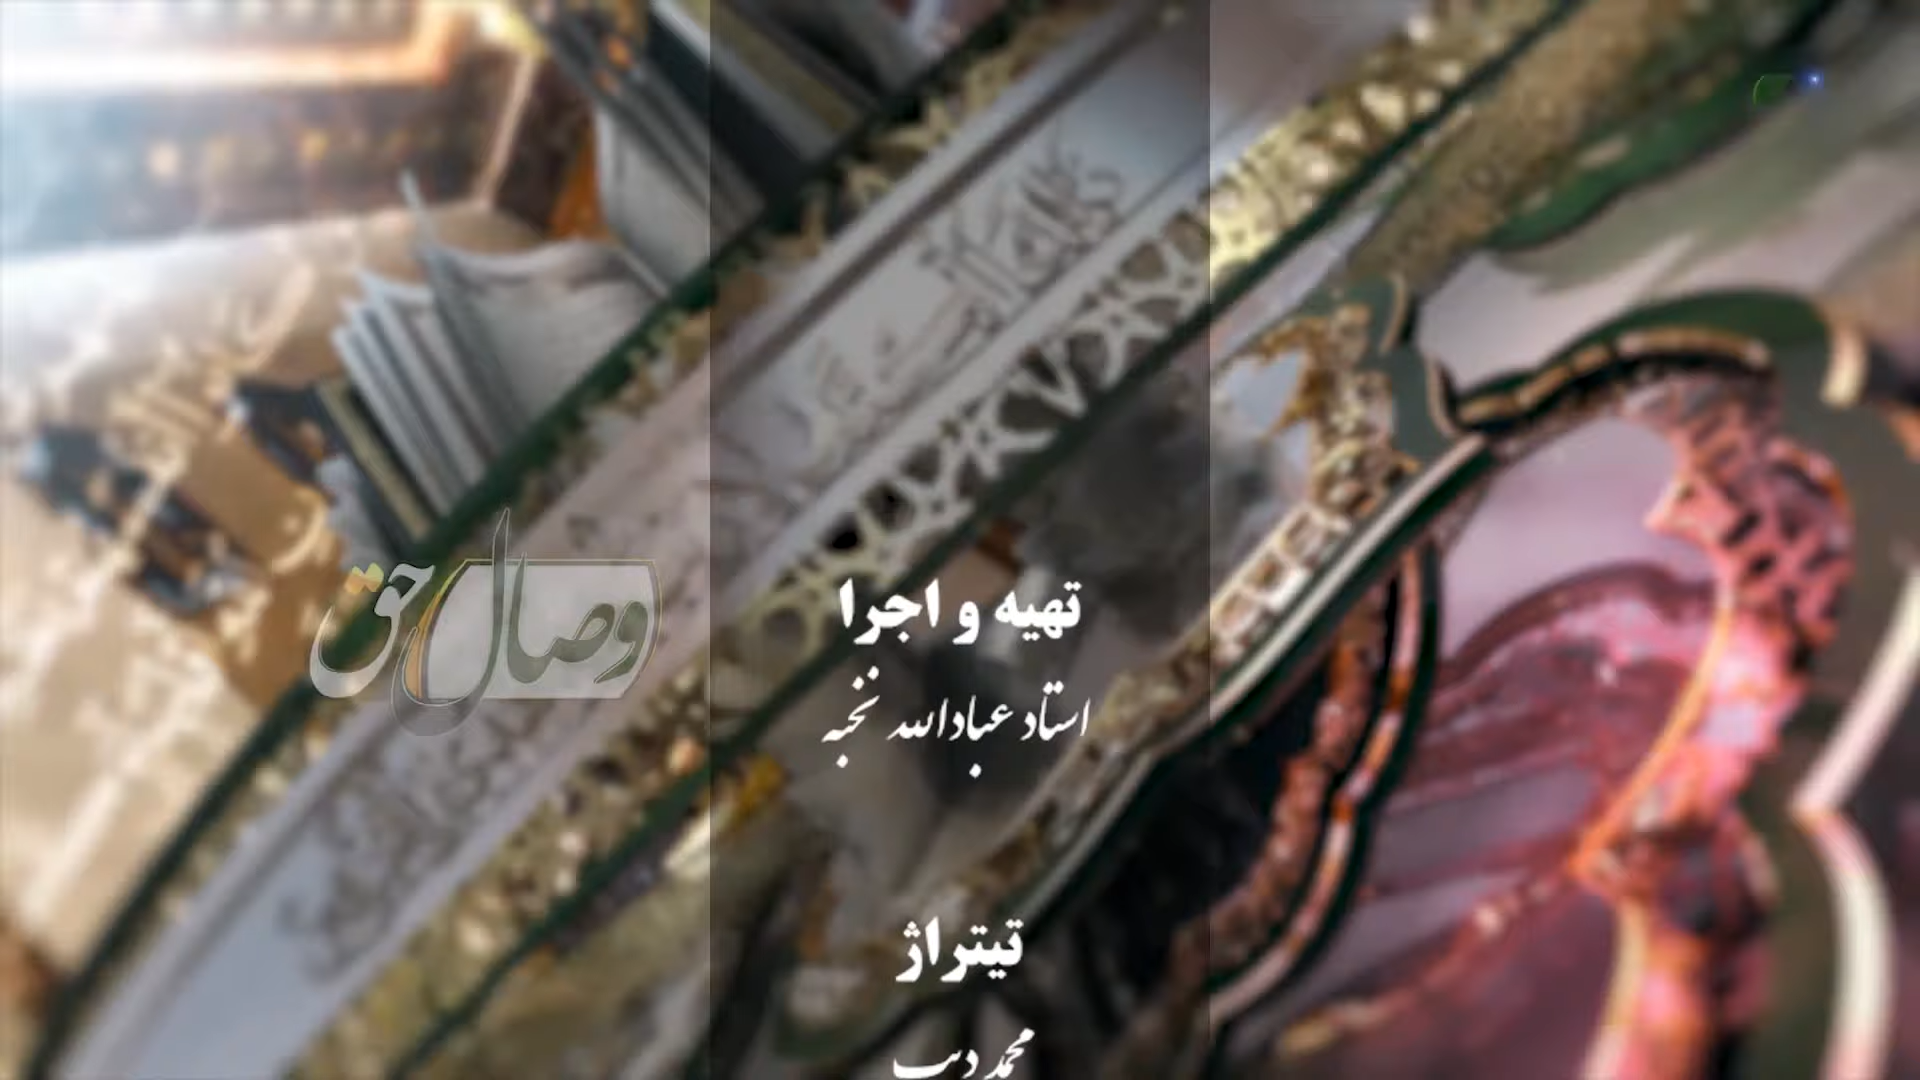 وصال حق
تهیه و اجرا
استاد عبادالله نخبه
تیتراژ
محمد